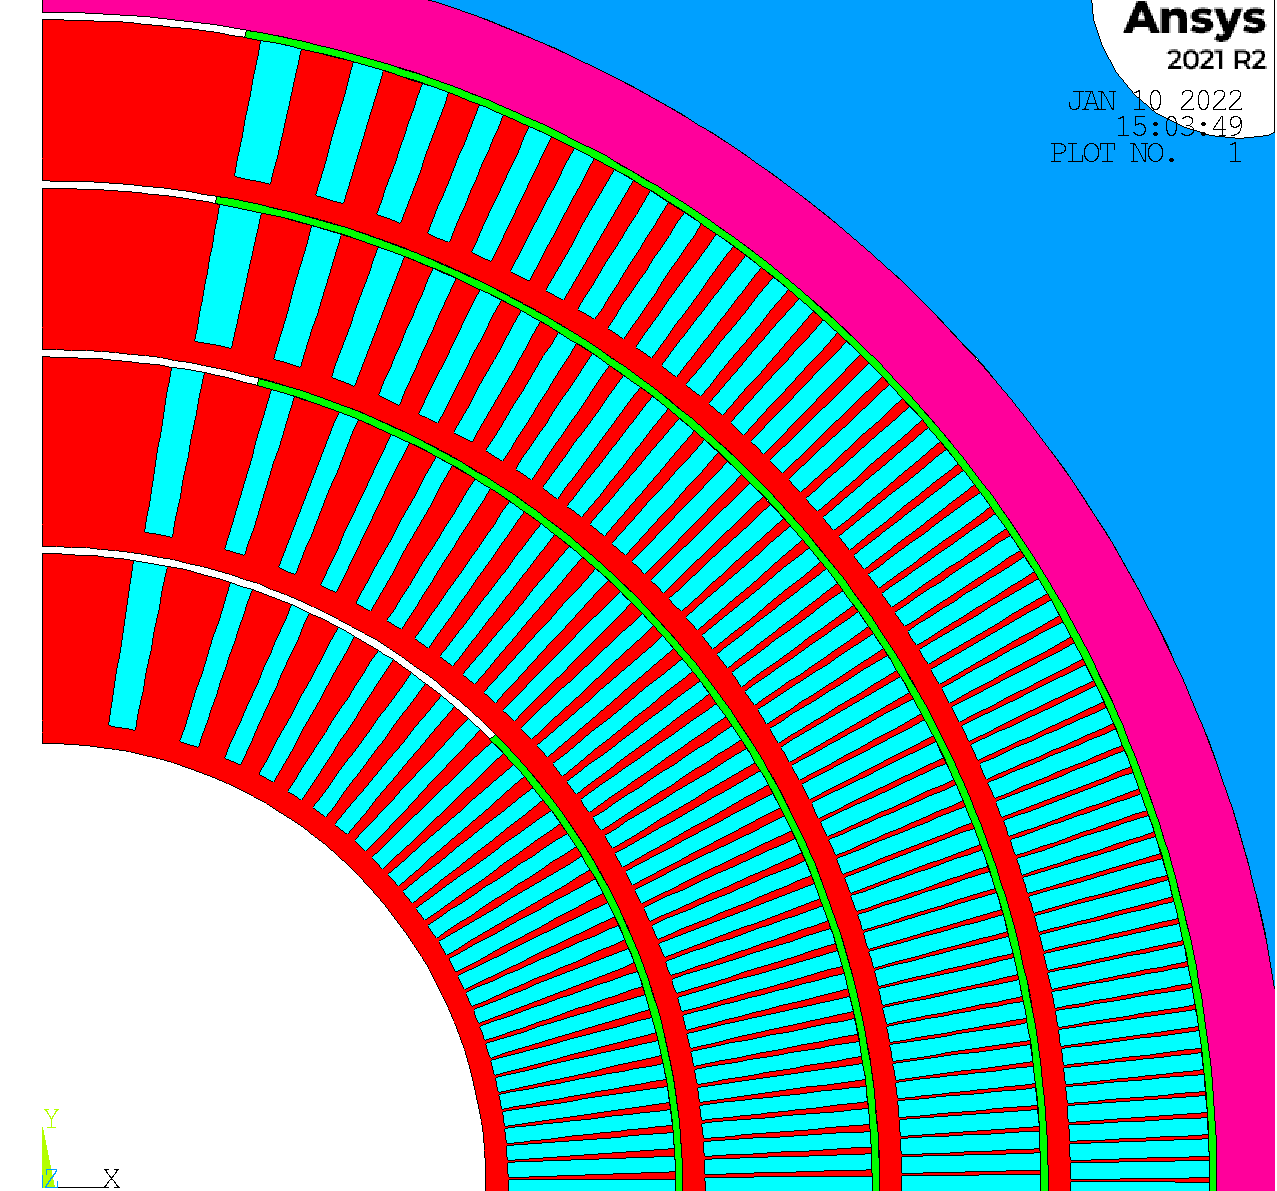 Ansys
2021 R2
JAN 10 2022
15:03:49
PLOT NO. 1
Y
Z X